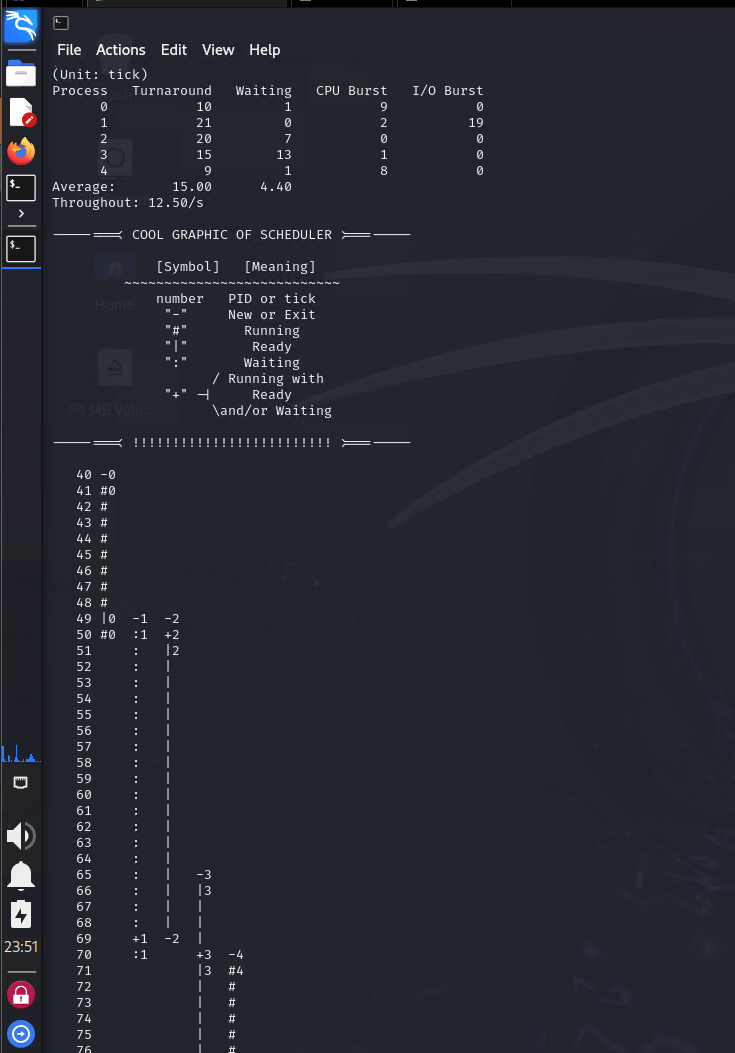 File Actions Edit View Help
(Unit: tick)
Process   Turnaround   Waiting   CPU Burst   I/O Burst
      0           10         1           9           0
      1           21         0           2          19
      2           20         7           0           0
      3           15        13           1           0
      4            9         1           8           0
Average:       15.00      4.40
Throughout: 12.50/s
-----===< COOL GRAPHIC OF SCHEDULER >===-----
[Symbol]   [Meaning]
~~~~~~~~~~~~~~~~~~~~~~~~~~~
number   PID or tick
"-"     New or Exit
"#"       Running
"|"        Ready
":"       Waiting
/ Running with
"+" -|     Ready
\and/or Waiting
-----===< !!!!!!!!!!!!!!!!!!!!!!!!! >===-----
40 -0
41 #0
42 #
43 #
44 #
45 #
46 #
47 #
48 #
49 |0  -1  -2
50 #0  :1  +2
51     :   |2
52     :   |
53     :   |
54     :   |
55     :   |
56     :   |
57     :   |
58     :   |
59     :   |
60     :   |
61     :   |
62     :   |
63     :   |
64     :   |
65     :   |   -3
66     :   |   |3
67     :   |   |
68     :   |   |
69     +1  -2  |
70     :1      +3  -4
71             |3  #4
72             |   #
73             |   #
74             |   #
75             |   #
76             |   #
Home
64 MB Volu...
23:51